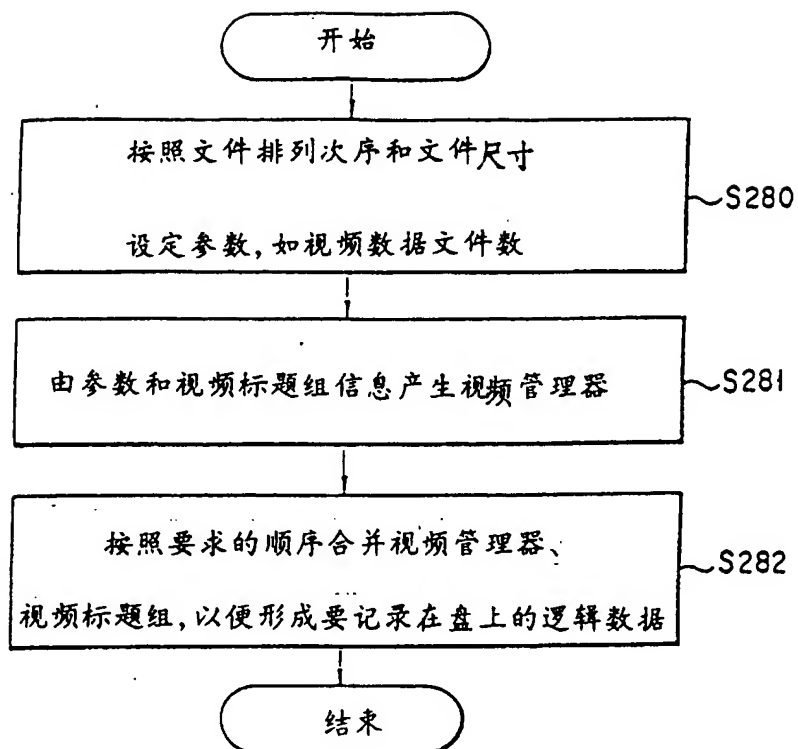 开始
按照文件排列次序和文件尺寸
设定参数,如视频数据文件数
S280
由参数和视频标题组信息产生视频管理器
S281
按照要求的顺序合并视频管理器、
视频标题组,以便形成要记录在盘上的逻辑数据
S282
结束